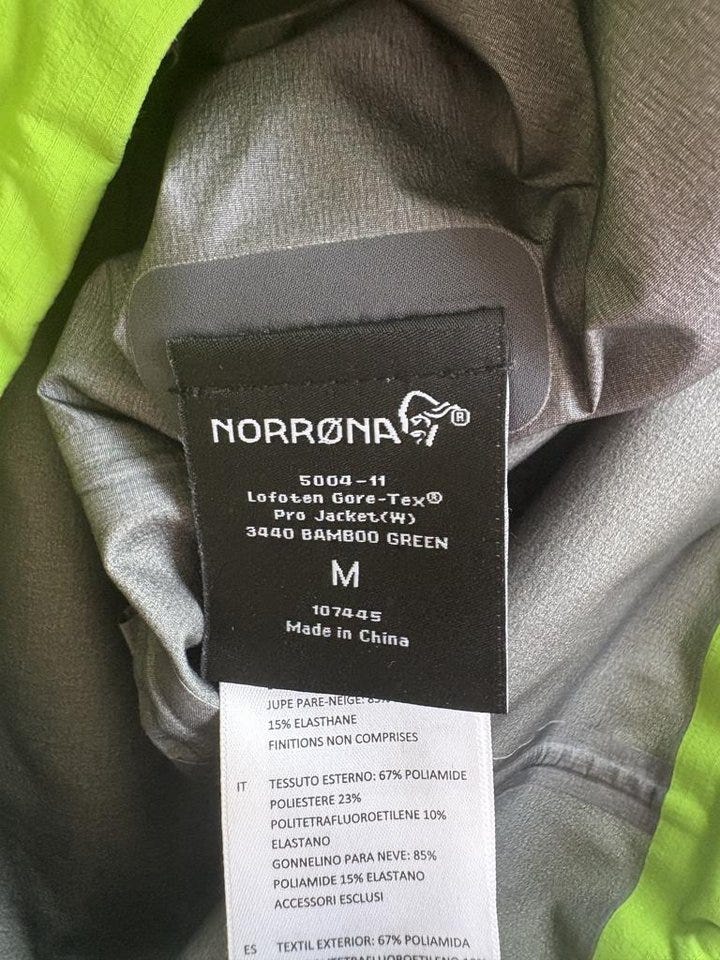 NORRØNA®
5004-11
Lofoten Gore-Tex®
Pro Jacket(W)
3440 BAMBOO GREEN
M
107445
Made in China
JUPE PARE-NEIGE: 85%
15% ELASTHANE
FINITIONS NON COMPRISES
IT TESSUTO ESTERNO: 67% POLIAMIDE
POLIESTERE 23%
POLITETRAFLUOROETILENE 10%
ELASTANO
GONNELINO PARA NEVE: 85%
POLIAMIDE 15% ELASTANO
ACCESSORI ESCLUSI
ES TEXTIL EXTERIOR: 67% POLIAMIDA